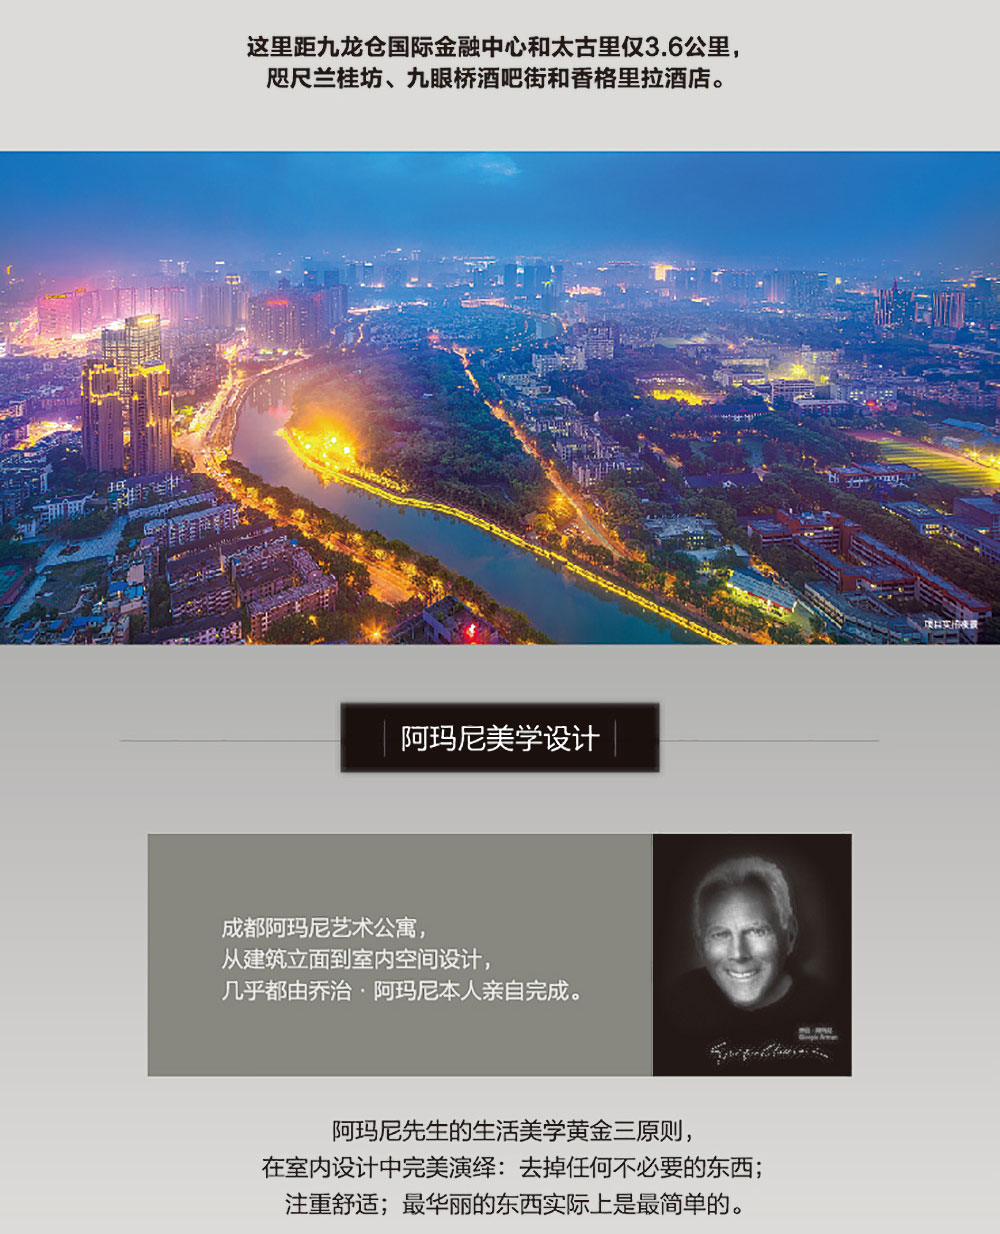 这里距九龙仓国际金融中心和太古里仅3.6公里，
咫尺兰桂坊、九眼桥酒吧街和香格里拉酒店。
项目实拍夜景
阿玛尼美学设计
成都阿玛尼艺术公寓，
从建筑立面到室内空间设计，
几乎都由乔治·阿玛尼本人亲自完成。
乔治·阿玛尼
Giorgio Armani
阿玛尼先生的生活美学黄金三原则，
在室内设计中完美演绎：去掉任何不必要的东西；
注重舒适；最华丽的东西实际上是最简单的。